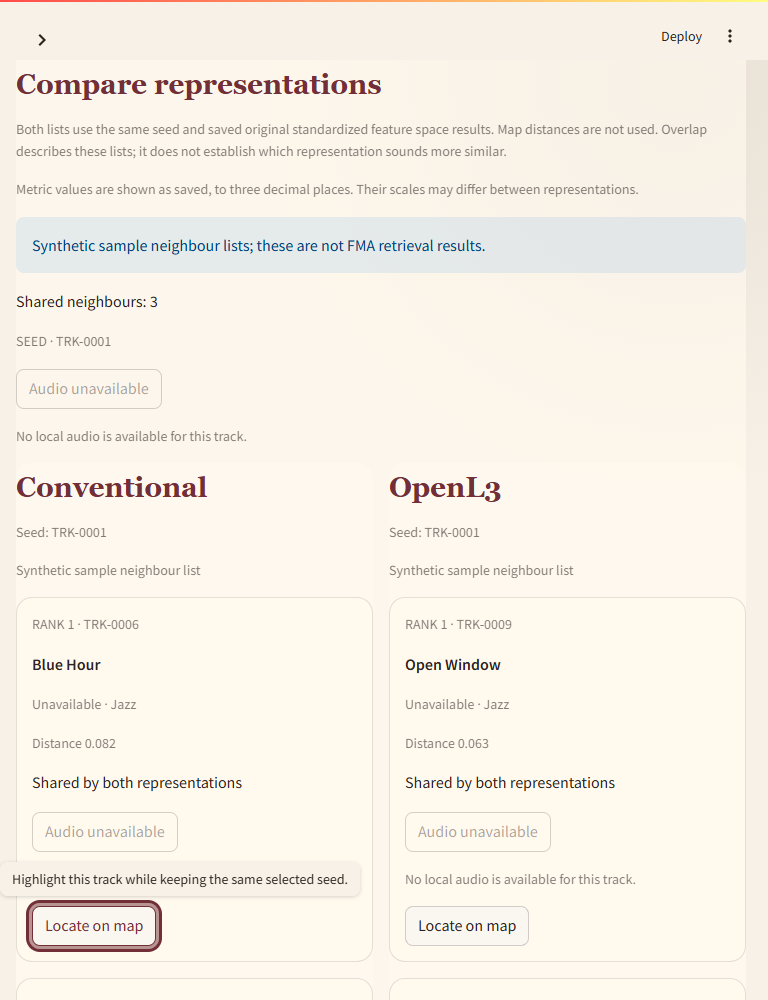 Deploy
Compare representations
Both lists use the same seed and saved original standardized feature space results. Map distances are not used. Overlap
describes these lists; it does not establish which representation sounds more similar.
Metric values are shown as saved, to three decimal places. Their scales may differ between representations.
Synthetic sample neighbour lists; these are not FMA retrieval results.
Shared neighbours: 3
SEED · TRK-0001
Audio unavailable
No local audio is available for this track.
Conventional
Seed: TRK-0001
Synthetic sample neighbour list
RANK 1 · TRK-0006
Blue Hour
Unavailable · Jazz
Distance 0.082
Shared by both representations
Audio unavailable
Highlight this track while keeping the same selected seed.
Locate on map
OpenL3
Seed: TRK-0001
Synthetic sample neighbour list
RANK 1 · TRK-0009
Open Window
Unavailable · Jazz
Distance 0.063
Shared by both representations
Audio unavailable
No local audio is available for this track.
Locate on map